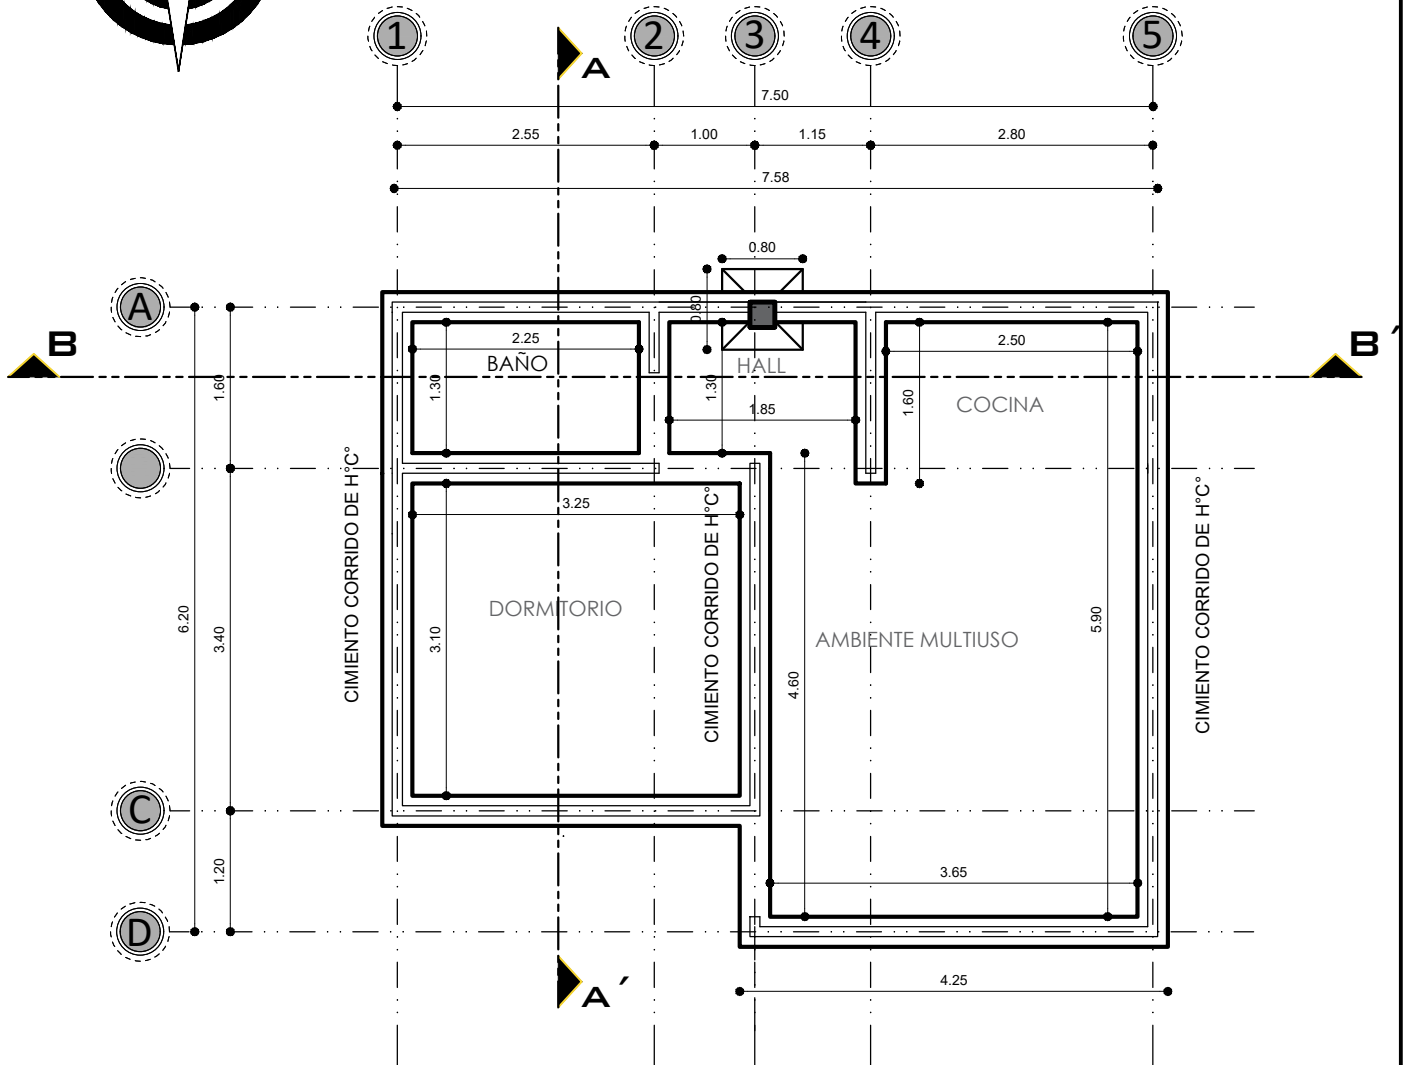 1
2
3
4
5
A
7.50
2.55
1.00
1.15
2.80
7.58
0.80
0.80
A
B
B´
2.25
BAÑO
1.30
HALL
1.30
1.85
2.50
COCINA
1.60
1.60
CIMIENTO CORRIDO DE H°C°
3.25
CIMIENTO CORRIDO DE H°C°
CIMIENTO CORRIDO DE H°C°
DORMITORIO
AMBIENTE MULTIUSO
6.20
3.40
3.10
4.60
5.90
C
1.20
3.65
D
4.25
A´